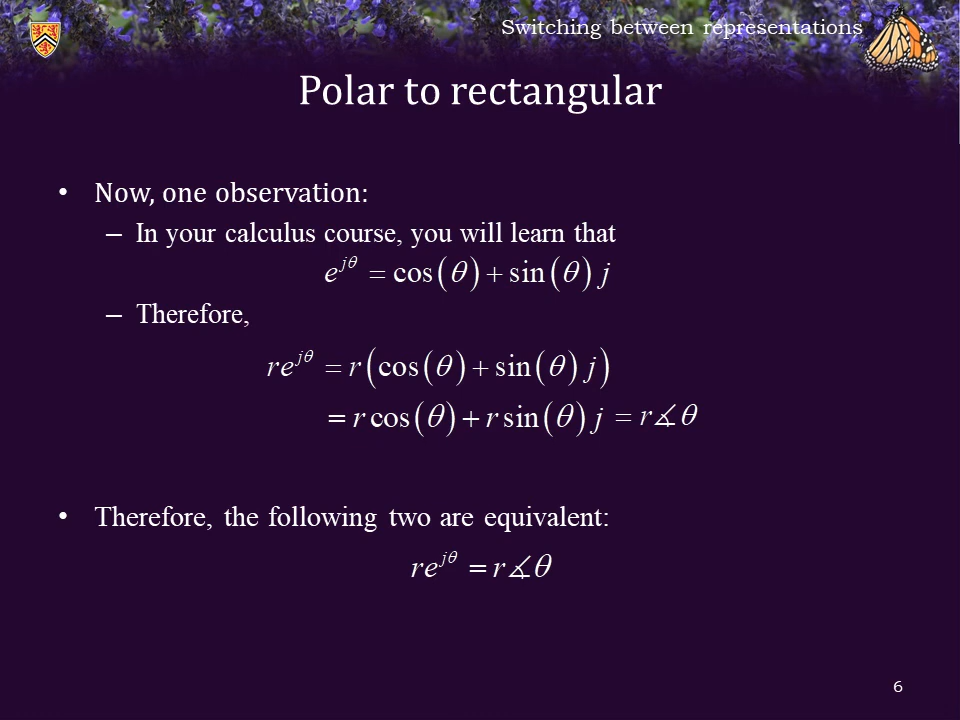 Switching between representations
Polar to rectangular
• Now, one observation:
– In your calculus course, you will learn that
e^{jθ} = cos(θ) + sin(θ) j
– Therefore,
re^{jθ} = r(cos(θ) + sin(θ) j)
= r cos(θ) + r sin(θ) j = r∡θ
• Therefore, the following two are equivalent:
re^{jθ} = r∡θ
6